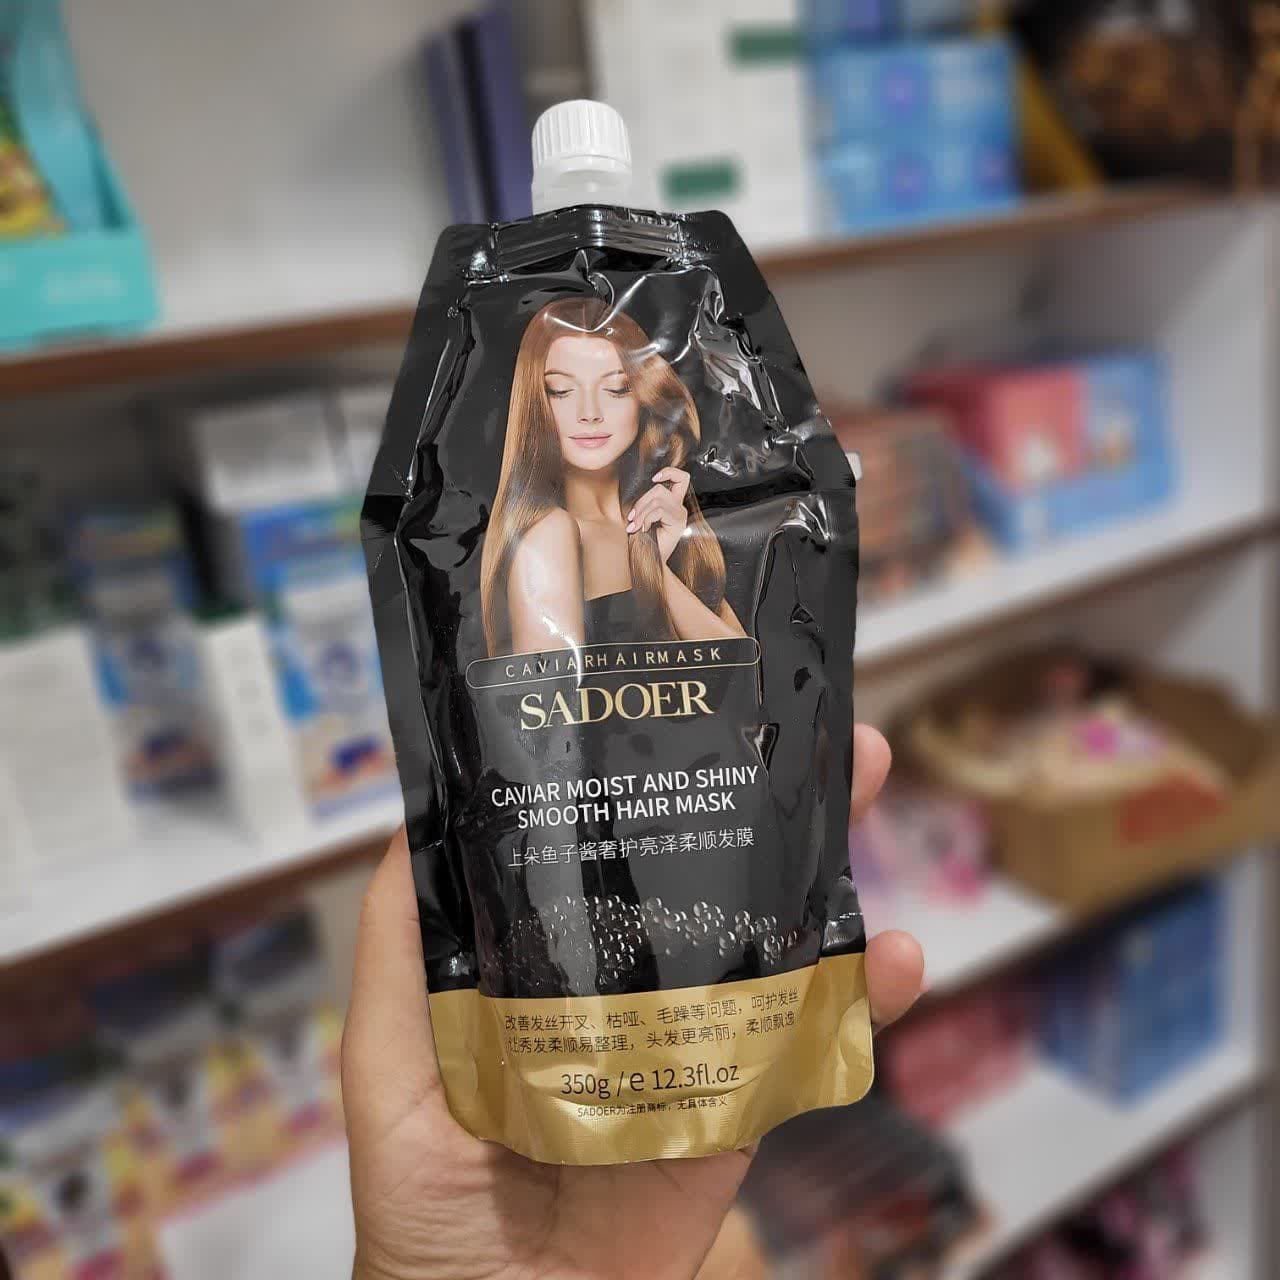 CAVIARHAIRMASK
SADOER
CAVIAR MOIST AND SHINY
SMOOTH HAIR MASK
上朵鱼子酱奢护亮泽柔顺发膜
改善发丝开叉、枯哑、毛躁等问题，呵护发丝
让秀发柔顺易整理，头发更亮丽，柔顺飘逸
350g / e 12.3fl.oz
SADOER为注册商标，无具体含义